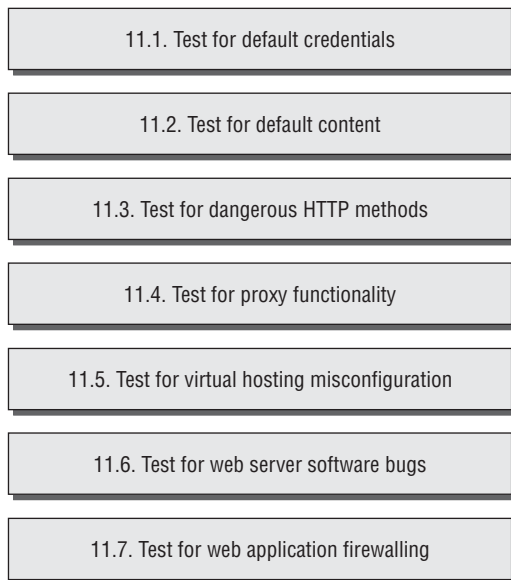 11.1. Test for default credentials
11.2. Test for default content
11.3. Test for dangerous HTTP methods
11.4. Test for proxy functionality
11.5. Test for virtual hosting misconfiguration
11.6. Test for web server software bugs
11.7. Test for web application firewalling